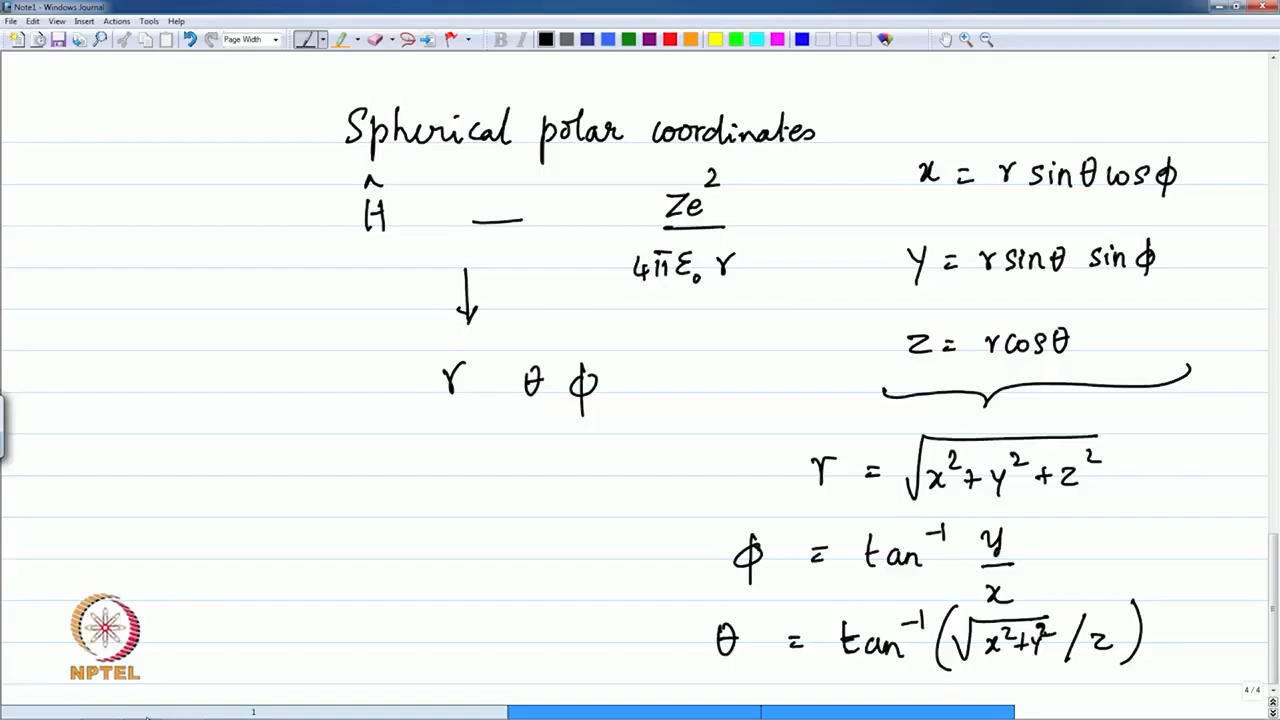 Note1 - Windows Journal
File Edit View Insert Actions Tools Help
Page Width
Spherical polar coordinates
Ĥ — Ze² / 4πε₀ r
r θ φ
x = r sinθ cosφ
y = r sinθ sinφ
z = r cosθ
r = √(x² + y² + z²)
φ = tan⁻¹ y/x
θ = tan⁻¹(√(x²+y²) / z)
NPTEL
4/4
1